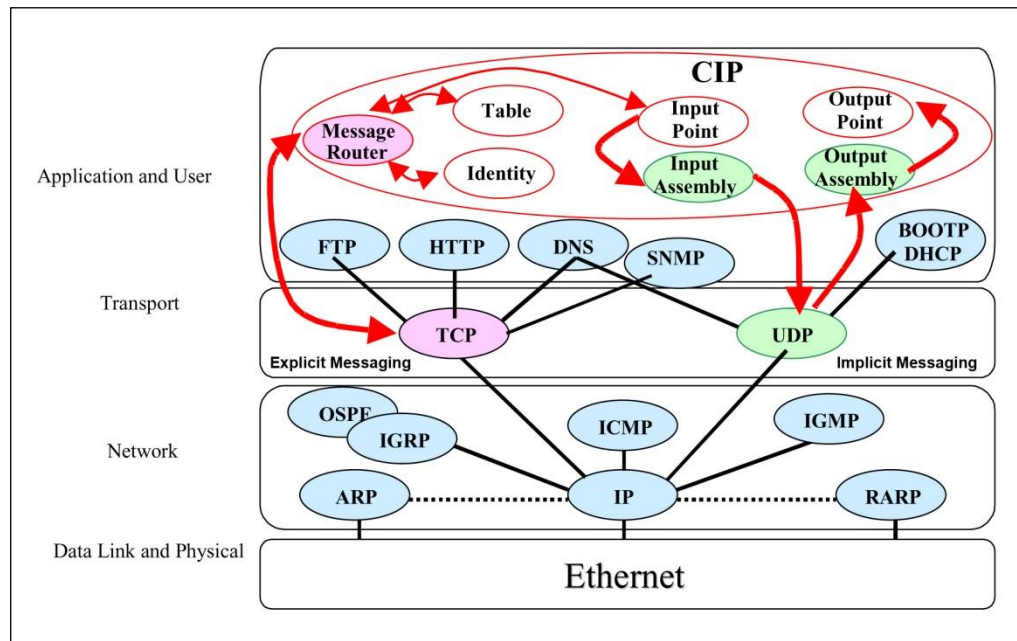 CIP
Table
Input
Point
Output
Point
Message
Router
Identity
Input
Assembly
Output
Assembly
Application and User
FTP
HTTP
DNS
SNMP
BOOTP
DHCP
Transport
TCP
UDP
Explicit Messaging
Implicit Messaging
OSPF
IGRP
ICMP
IGMP
Network
ARP
IP
RARP
Data Link and Physical
Ethernet